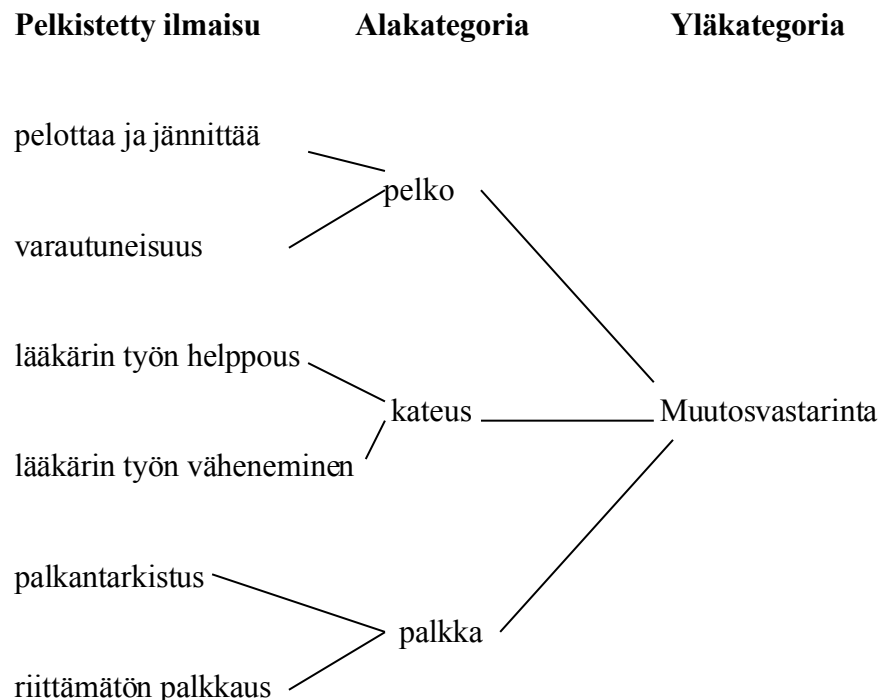 Pelkistetty ilmaisu Alakategoria Yläkategoria
pelottaa ja jännittää
pelko
varautuneisuus
lääkärin työn helppous
kateus Muutosvastarinta
lääkärin työn väheneminen
palkantarkistus
palkka
riittämätön palkkaus